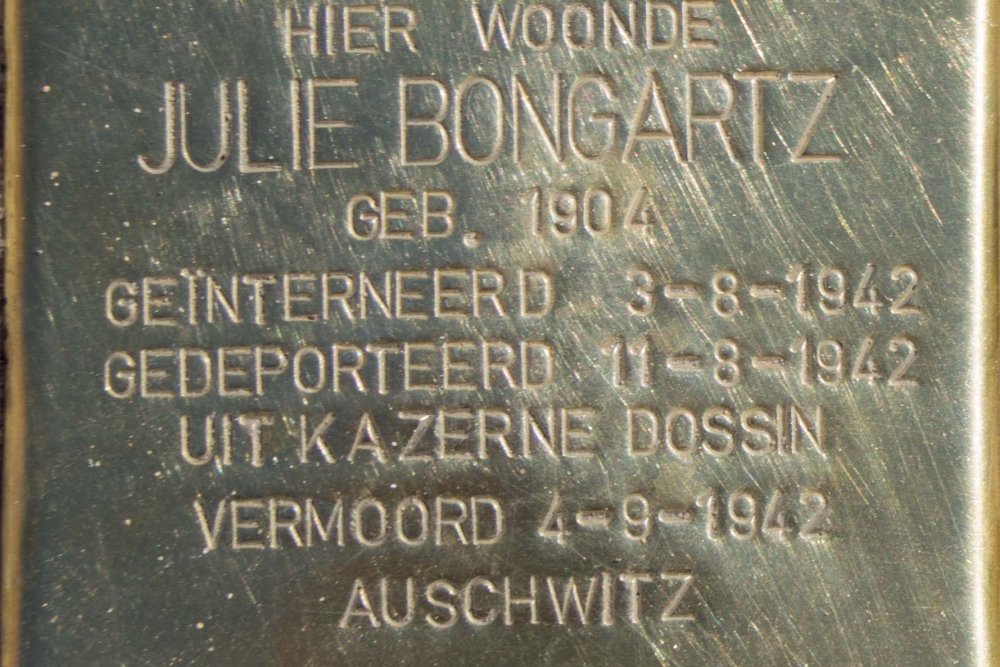 HIER WOONDE
JULIE BONGARTZ
GEB. 1904
GEÏNTERNEERD 3-8-1942
GEDEPORTEERD 11-8-1942
UIT KAZERNE DOSSIN
VERMOORD 4-9-1942
AUSCHWITZ